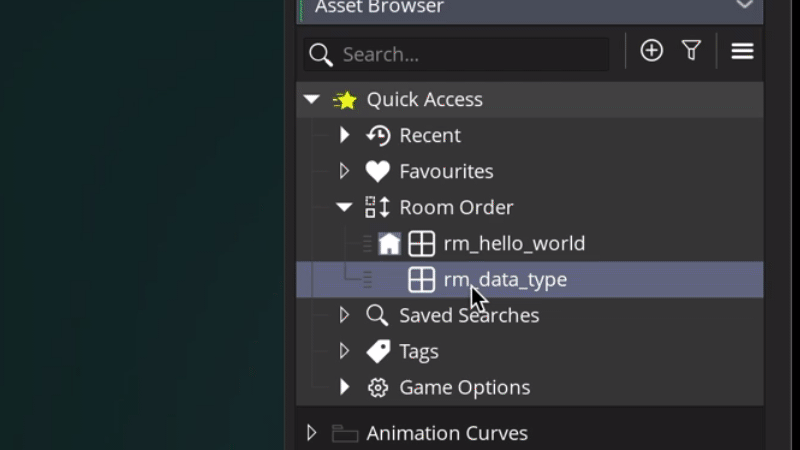 Asset Browser
Search...
Quick Access
Recent
Favourites
Room Order
rm_hello_world
rm_data_type
Saved Searches
Tags
Game Options
Animation Curves